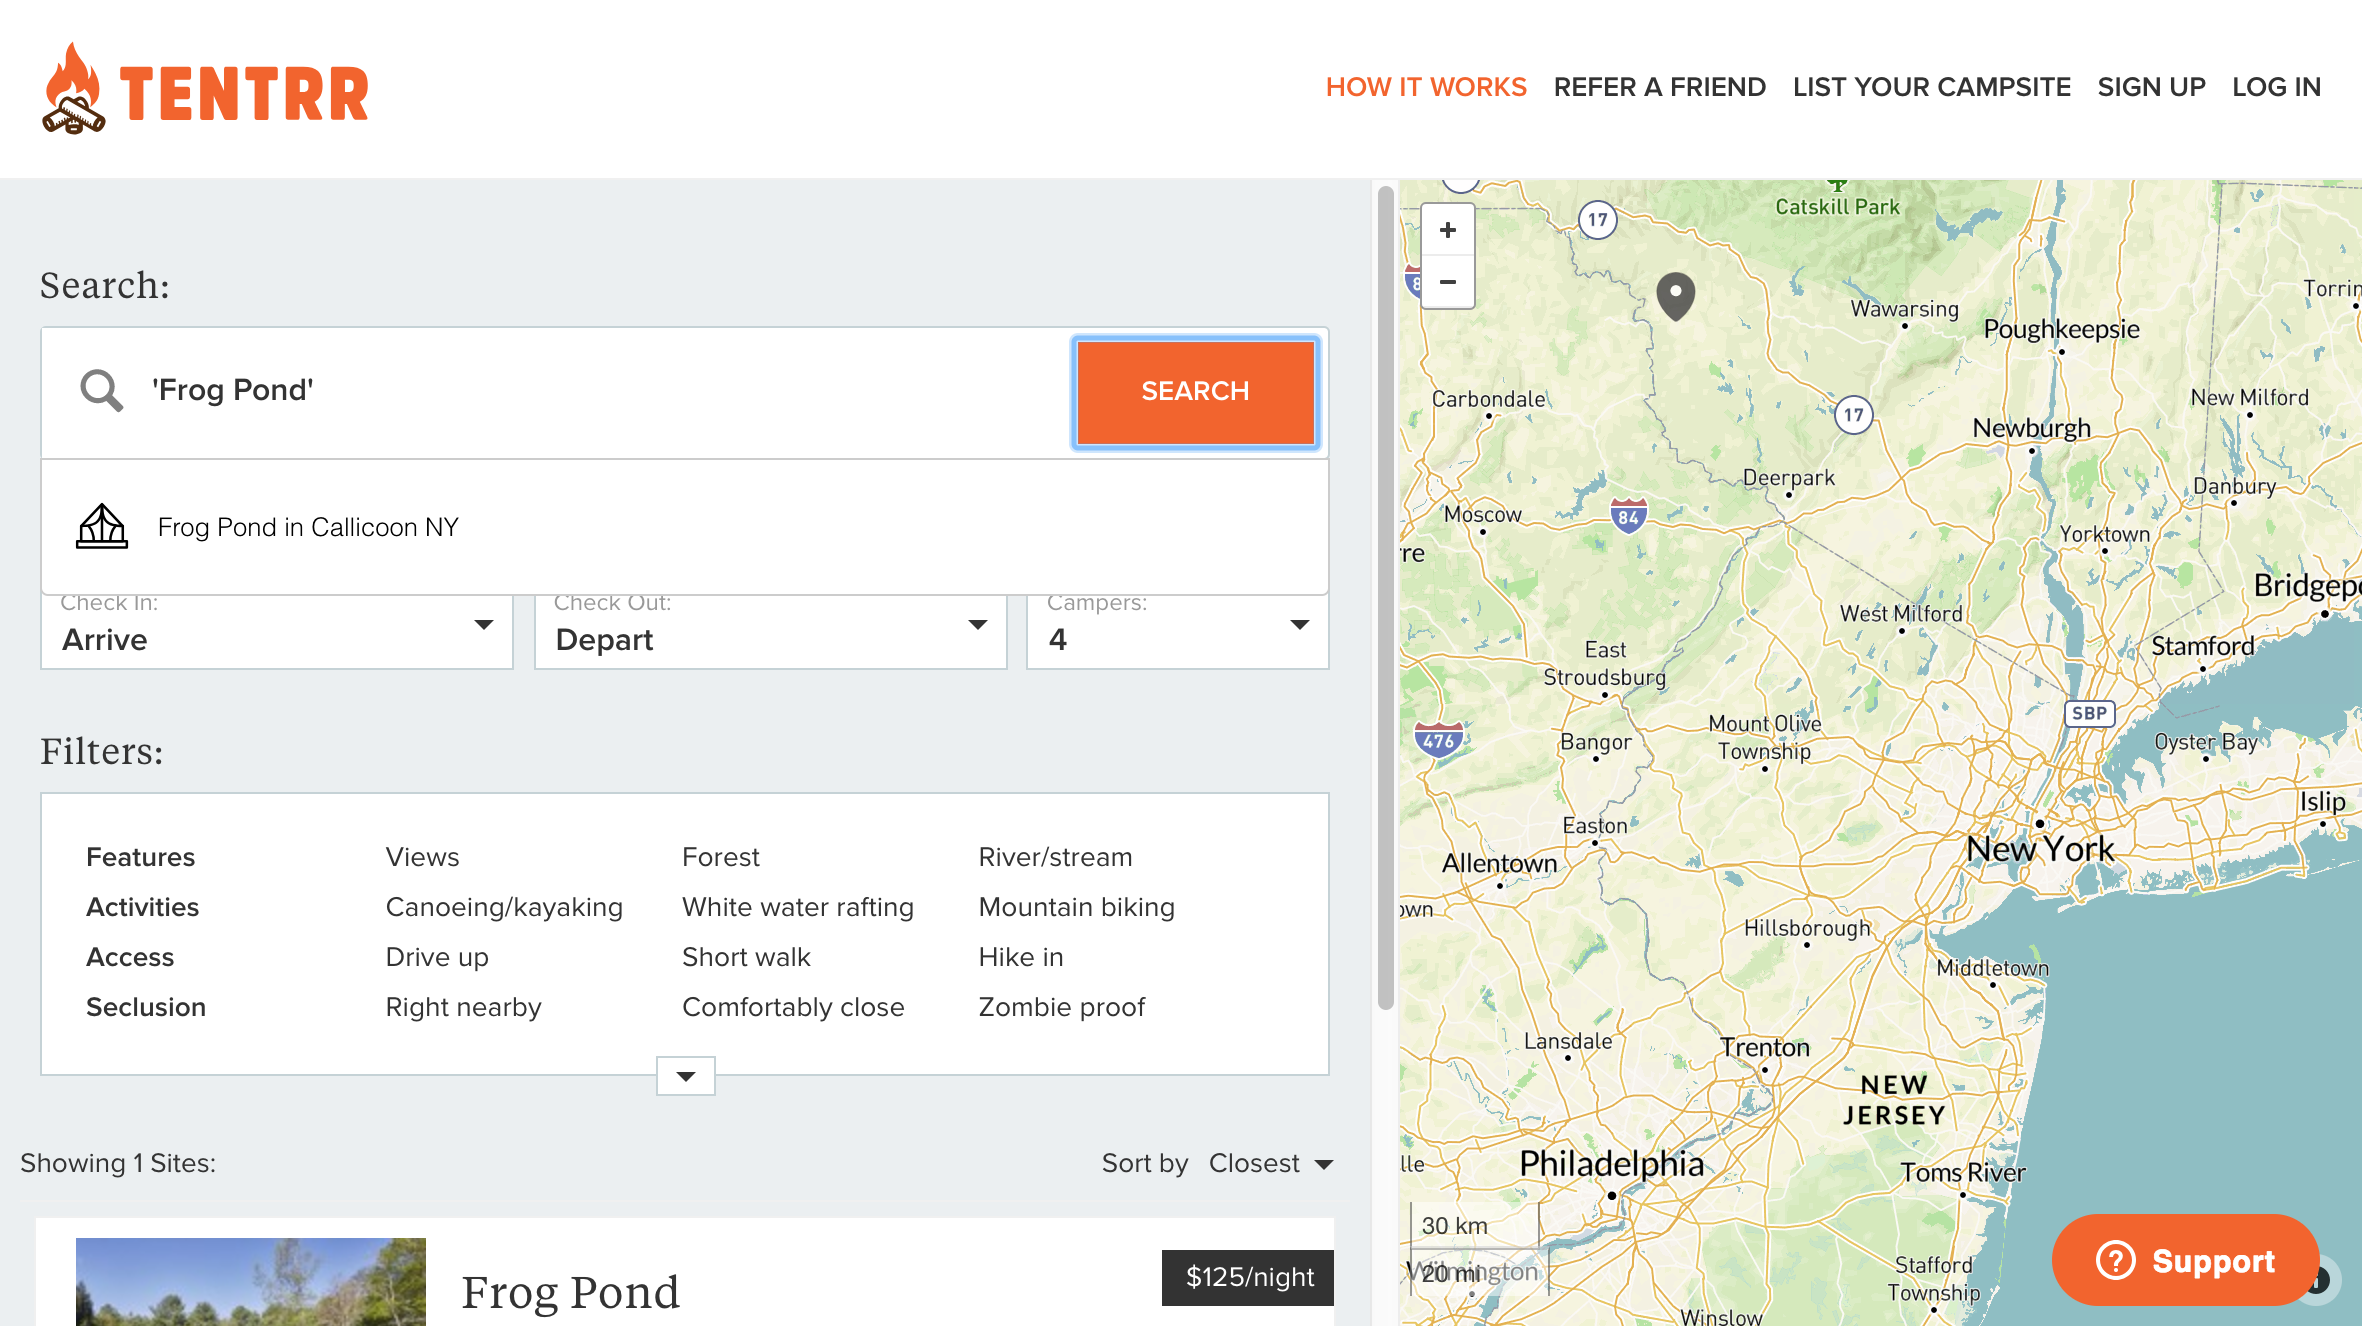 TENTRR
HOW IT WORKS REFER A FRIEND LIST YOUR CAMPSITE SIGN UP LOG IN
Search:
'Frog Pond'
SEARCH
Frog Pond in Callicoon NY
Check In:
Arrive
Check Out:
Depart
Campers:
4
Filters:
Features Views Forest River/stream
Activities Canoeing/kayaking White water rafting Mountain biking
Access Drive up Short walk Hike in
Seclusion Right nearby Comfortably close Zombie proof
Showing 1 Sites:
Sort by Closest
Frog Pond
$125/night
+
−
17
Catskill Park
8
Wawarsing
Torrin
Poughkeepsie
Carbondale
17
New Milford
Newburgh
Deerpark
Danbury
Moscow
84
Yorktown
rre
Bridgepo
West Milford
Stamford
East
Stroudsburg
SBP
476
Mount Olive
Township
Bangor
Oyster Bay
Islip
Easton
New York
Allentown
own
Hillsborough
Middletown
Lansdale
Trenton
NEW
JERSEY
lle
Philadelphia
Toms River
30 km
20 mi
Wilmington
Stafford
Township
Winslow
? Support